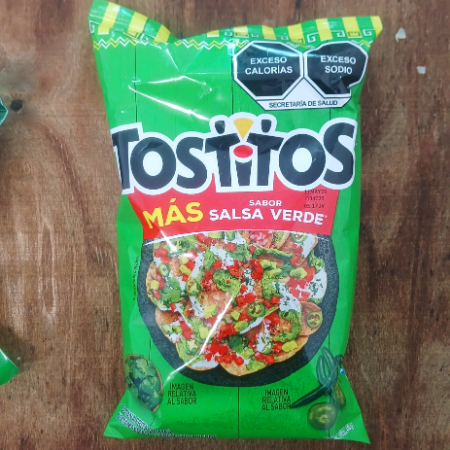 EXCESO
CALORÍAS
EXCESO
SODIO
SECRETARÍA DE SALUD
TOSTITOS
MÁS SABOR
SALSA VERDE
IMAGEN
RELATIVA
AL SABOR
IMAGEN
RELATIVA
AL SABOR